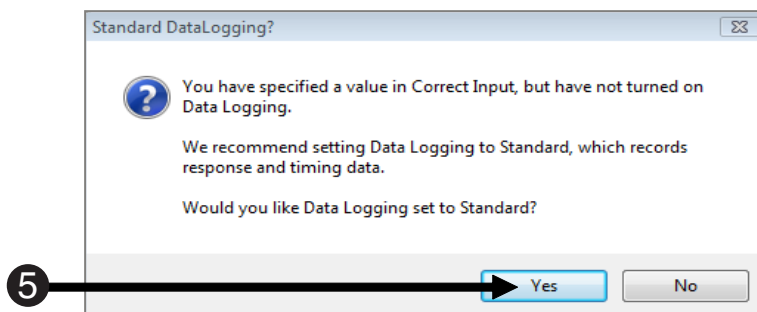 Standard DataLogging?
You have specified a value in Correct Input, but have not turned on
Data Logging.
We recommend setting Data Logging to Standard, which records
response and timing data.
Would you like Data Logging set to Standard?
5
Yes
No